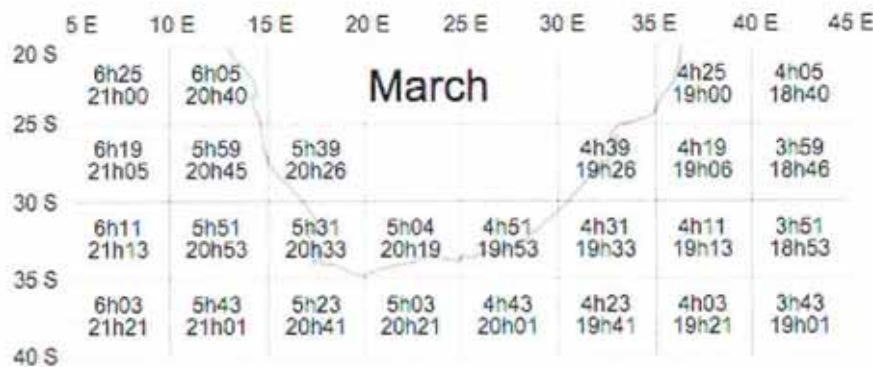 5 E 10 E 15 E 20 E 25 E 30 E 35 E 40 E 45 E
20 S
6h25 6h05 March 4h25 4h05
21h00 20h40 19h00 18h40
25 S
6h19 5h59 5h39 4h39 4h19 3h59
21h05 20h45 20h26 19h26 19h06 18h46
30 S
6h11 5h51 5h31 5h04 4h51 4h31 4h11 3h51
21h13 20h53 20h33 20h19 19h53 19h33 19h13 18h53
35 S
6h03 5h43 5h23 5h03 4h43 4h23 4h03 3h43
21h21 21h01 20h41 20h21 20h01 19h41 19h21 19h01
40 S